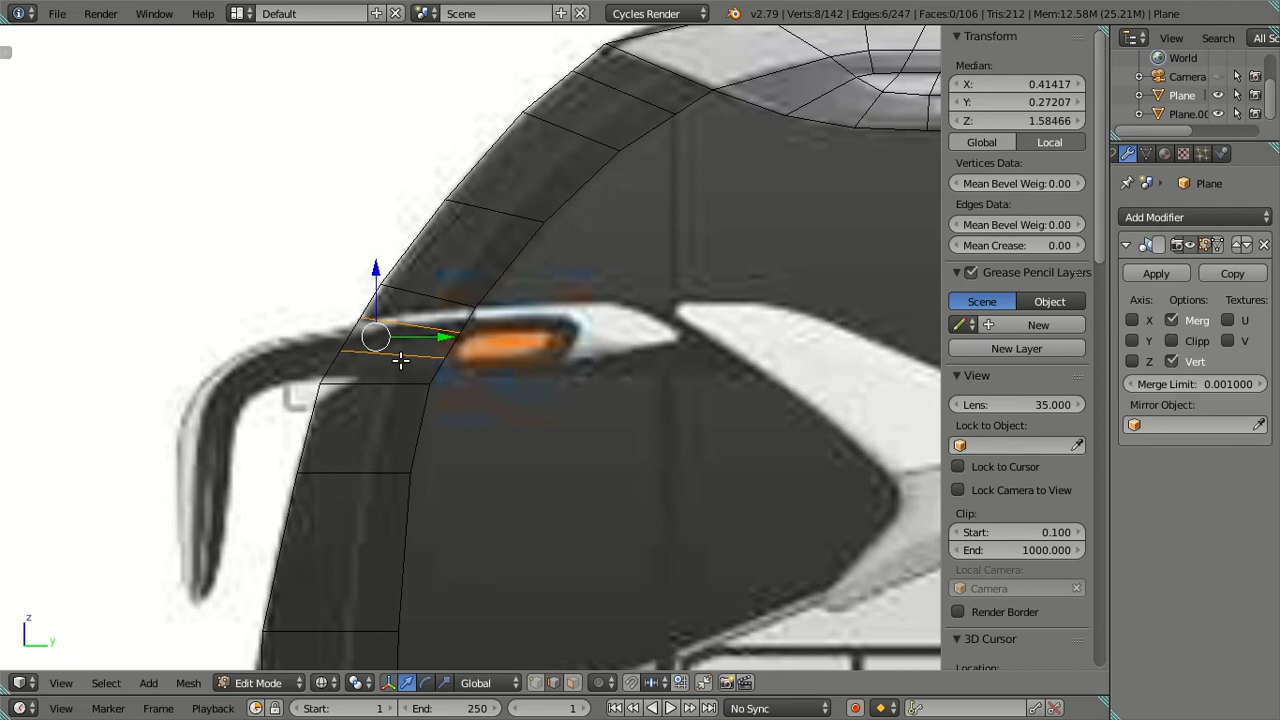 File Render Window Help Default Scene Cycles Render v2.79 | Verts:8/142 | Edges:6/247 | Faces:0/106 | Tris:212 | Mem:12.58M (25.21M) | Plane
Transform
Median:
X: 0.41417
Y: 0.27207
Z: 1.58466
Global Local
Vertices Data:
Mean Bevel Weig: 0.00
Edges Data:
Mean Bevel Weig: 0.00
Mean Crease: 0.00
Grease Pencil Layers
Scene Object
New
New Layer
View
Lens: 35.000
Lock to Object:
Lock to Cursor
Lock Camera to View
Clip:
Start: 0.100
End: 1000.000
Local Camera:
Camera
Render Border
3D Cursor
Location:
View Search All Sc
World
Camera
Plane
Plane.00
Plane
Add Modifier
Apply Copy
Axis: Options: Textures:
X Merg U
Y Clipp V
Z Vert
Merge Limit: 0.001000
Mirror Object:
z
y
View Select Add Mesh Edit Mode Global
View Marker Frame Playback Start: 1 End: 250 1 No Sync